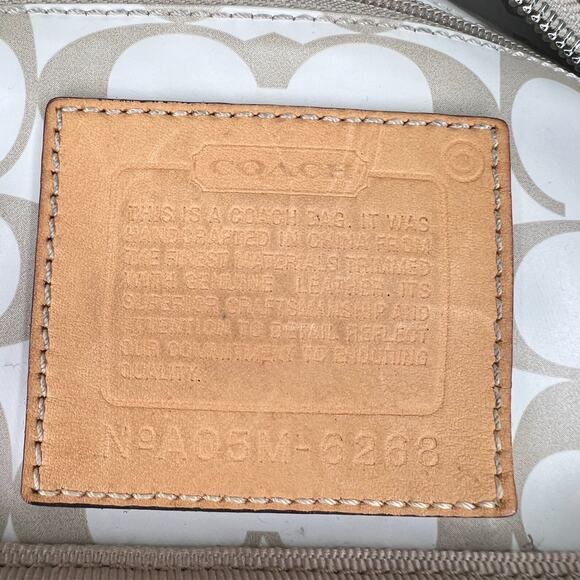 COACH
THIS IS A COACH BAG. IT WAS
HANDCRAFTED IN CHINA FROM
THE FINEST MATERIALS TRIMMED
WITH GENUINE LEATHER. ITS
SUPERIOR CRAFTSMANSHIP AND
ATTENTION TO DETAIL REFLECT
OUR COMMITMENT TO ENDURING
QUALITY.
NºA05M-6268